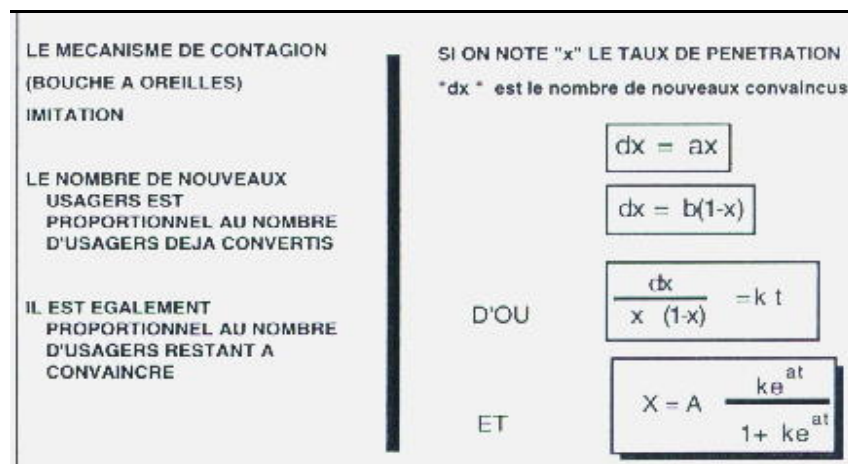 LE MECANISME DE CONTAGION
(BOUCHE A OREILLES)
IMITATION
LE NOMBRE DE NOUVEAUX
USAGERS EST
PROPORTIONNEL AU NOMBRE
D'USAGERS DEJA CONVERTIS
IL EST EGALEMENT
PROPORTIONNEL AU NOMBRE
D'USAGERS RESTANT A
CONVAINCRE
SI ON NOTE "x" LE TAUX DE PENETRATION
"dx " est le nombre de nouveaux convaincus
dx = ax
dx = b(1-x)
D'OU
dx
x (1-x)
=k t
ET
X = A
ke^at
1+ ke^at